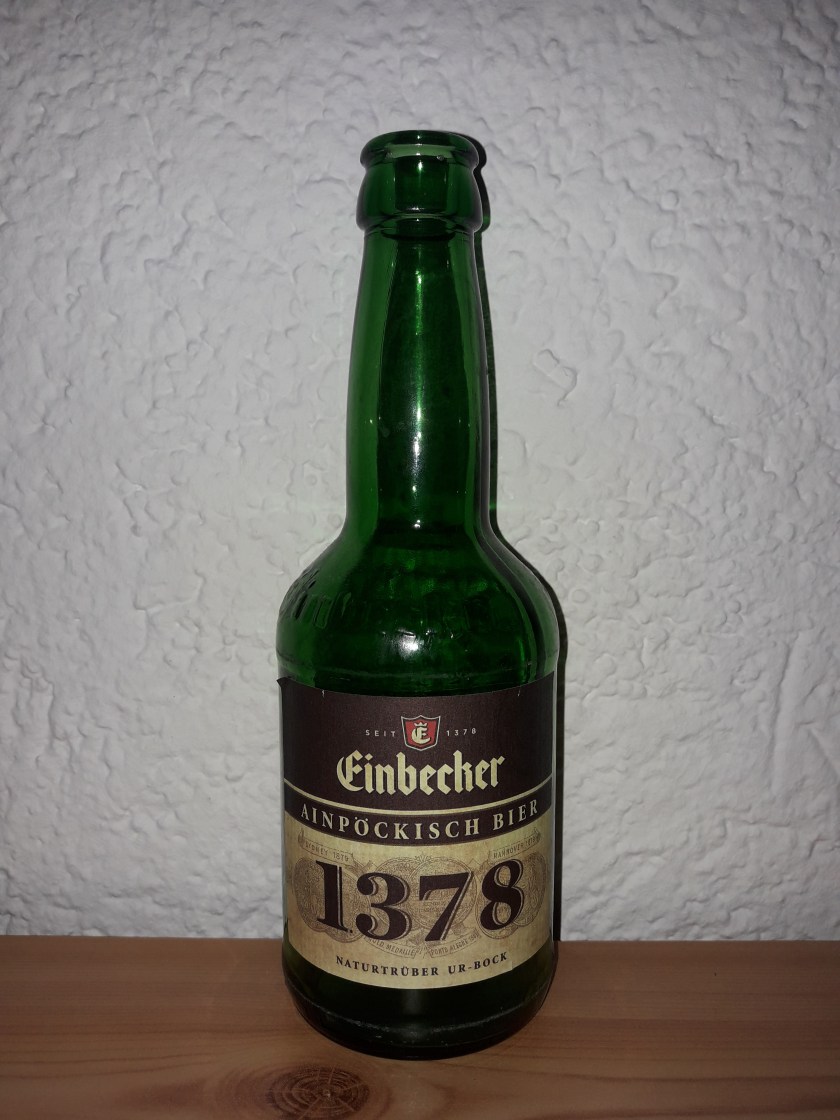 SEIT E 1378
Einbecker
AINPÖCKISCH BIER
1378
NATURTRÜBER UR-BOCK